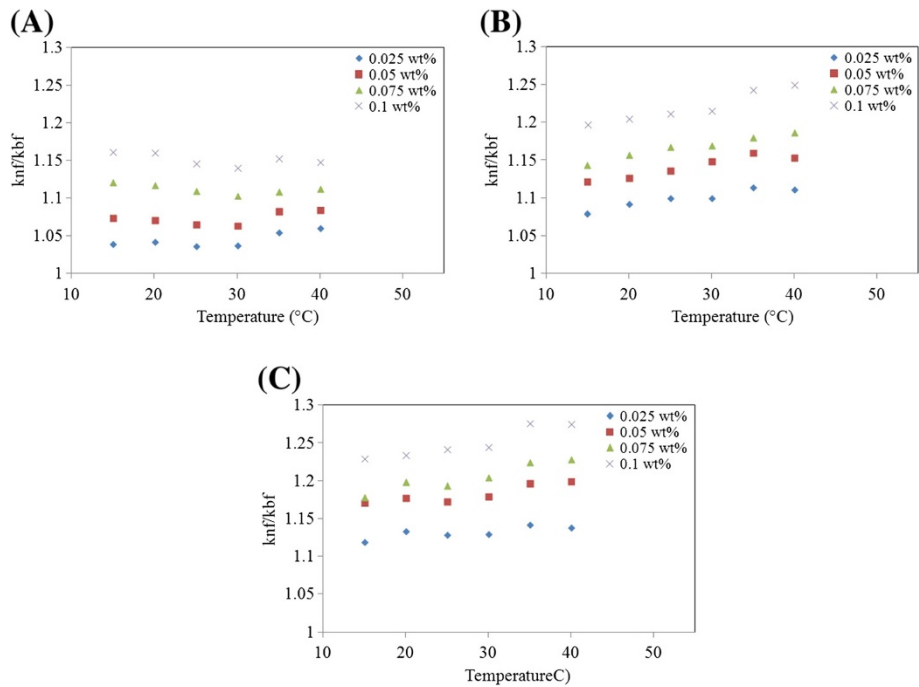 (A)
1.3
1.25
1.2
1.15
1.1
1.05
1
knf/kbf
10 20 30 40 50
Temperature (°C)
0.025 wt%
0.05 wt%
0.075 wt%
0.1 wt%
(B)
1.3
1.25
1.2
1.15
1.1
1.05
1
knf/kbf
10 20 30 40 50
Temperature (°C)
0.025 wt%
0.05 wt%
0.075 wt%
0.1 wt%
(C)
1.3
1.25
1.2
1.15
1.1
1.05
1
knf/kbf
10 20 30 40 50
TemperatureC)
0.025 wt%
0.05 wt%
0.075 wt%
0.1 wt%